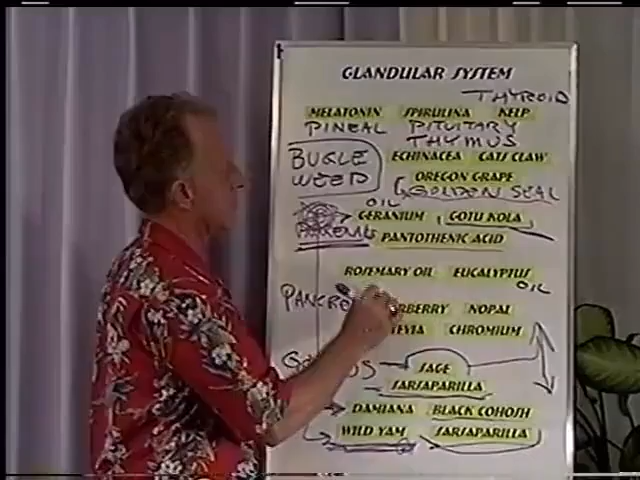 GLANDULAR SYSTEM
THYROID
MELATONIN SPIRULINA KELP
PINEAL PITUITARY
THYMUS
BUGLE
WEED
ECHINACEA CATS CLAW
OREGON GRAPE
GOLDEN SEAL
OIL
GERANIUM GOTU KOLA
PANTOTHENIC ACID
ROSEMARY OIL EUCALYPTUS
OIL
PANCRE
NOPAL
CHROMIUM
SAGE
SARSAPARILLA
DAMIANA BLACK COHOSH
WILD YAM SARSAPARILLA